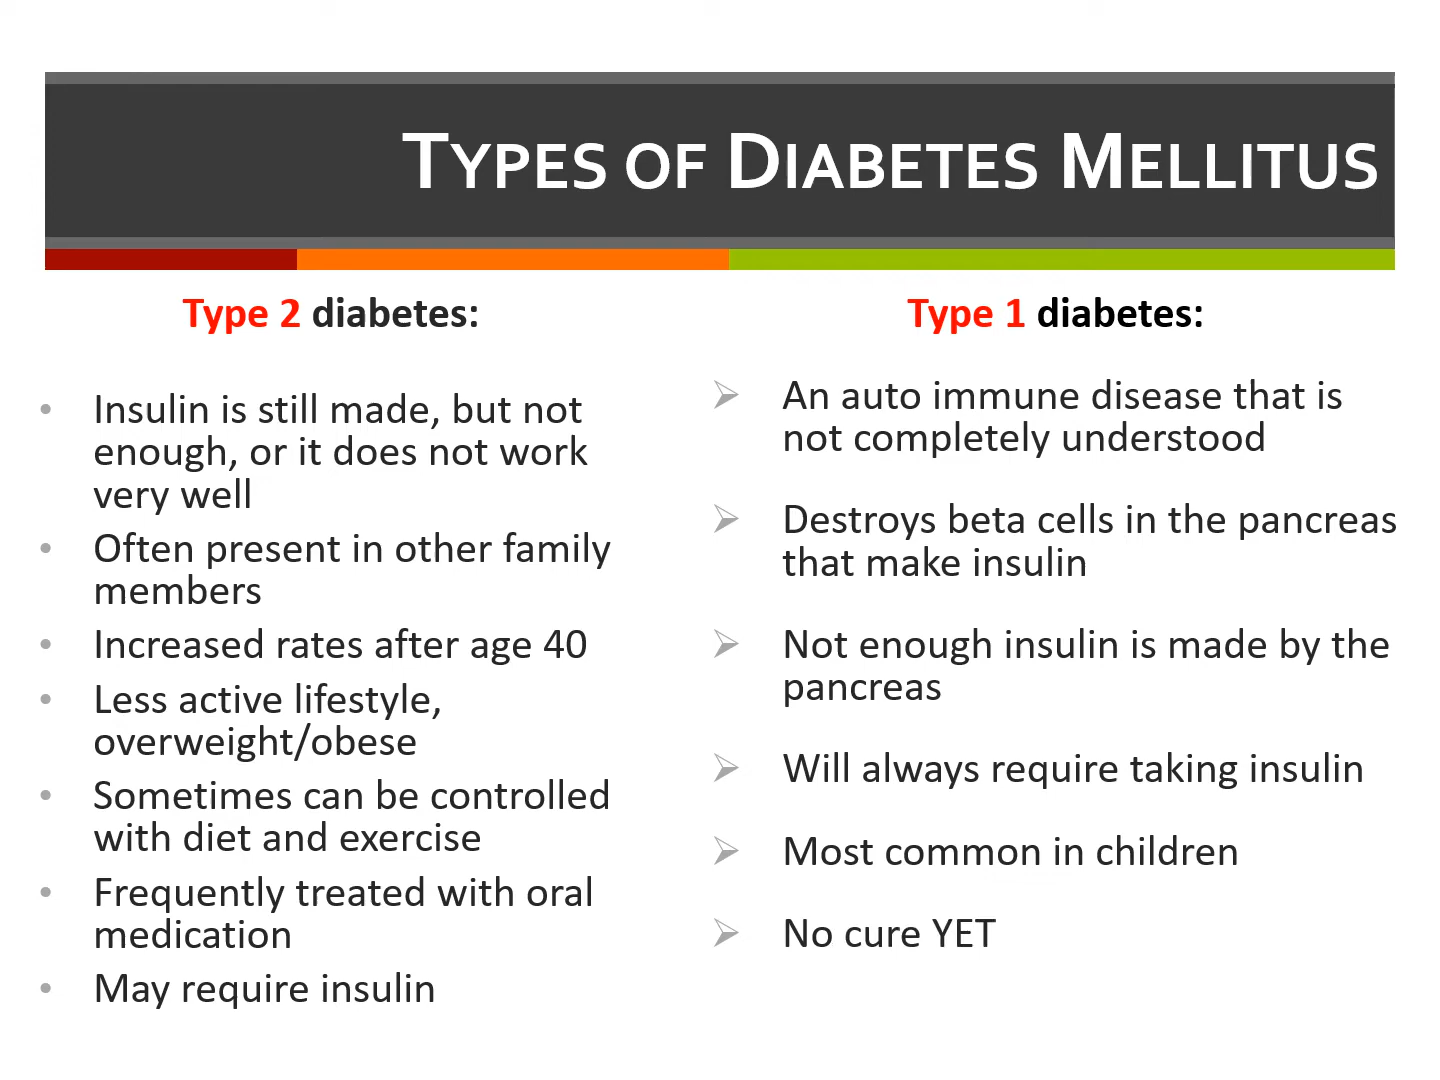 TYPES OF DIABETES MELLITUS
Type 2 diabetes:
• Insulin is still made, but not
enough, or it does not work
very well
• Often present in other family
members
• Increased rates after age 40
• Less active lifestyle,
overweight/obese
• Sometimes can be controlled
with diet and exercise
• Frequently treated with oral
medication
• May require insulin
Type 1 diabetes:
➢ An auto immune disease that is
not completely understood
➢ Destroys beta cells in the pancreas
that make insulin
➢ Not enough insulin is made by the
pancreas
➢ Will always require taking insulin
➢ Most common in children
➢ No cure YET